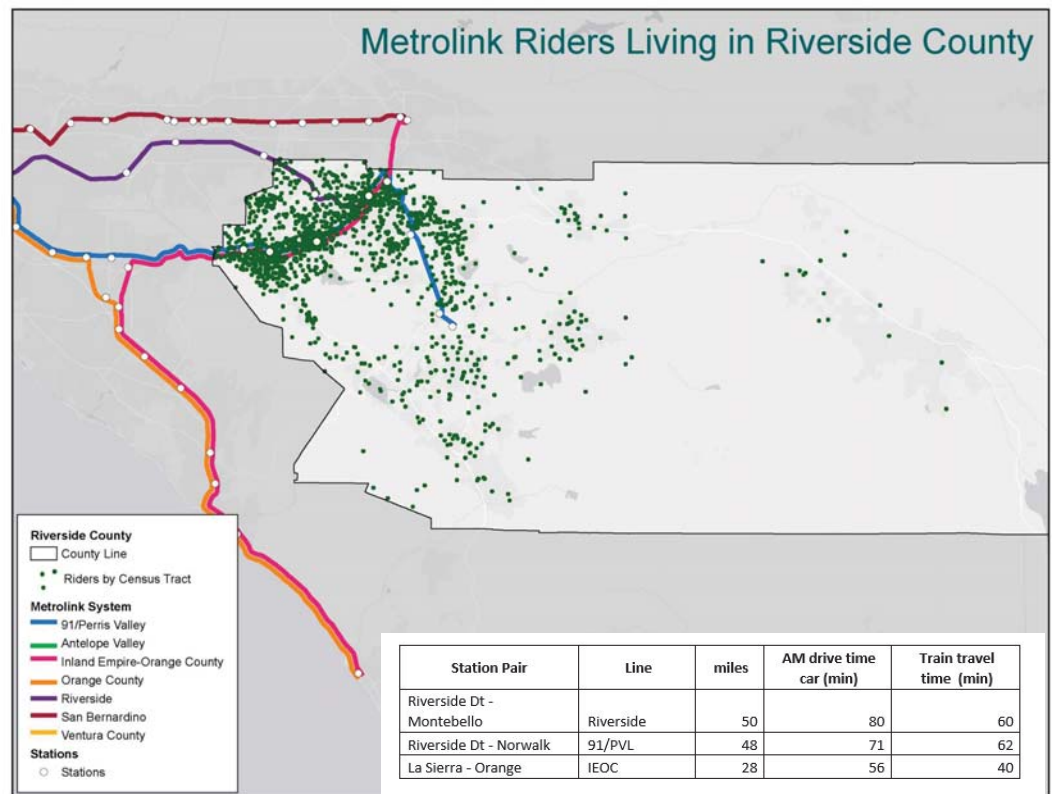 Metrolink Riders Living in Riverside County
Riverside County
County Line
Riders by Census Tract
Metrolink System
91/Perris Valley
Antelope Valley
Inland Empire-Orange County
Orange County
Riverside
San Bernardino
Ventura County
Stations
Stations
Station Pair Line miles AM drive time car (min) Train travel time (min)
Riverside Dt - Montebello Riverside 50 80 60
Riverside Dt - Norwalk 91/PVL 48 71 62
La Sierra - Orange IEOC 28 56 40